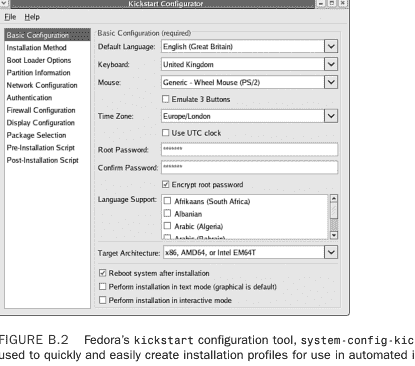 Kickstart Configurator
File Help
Basic Configuration
Installation Method
Boot Loader Options
Partition Information
Network Configuration
Authentication
Firewall Configuration
Display Configuration
Package Selection
Pre-Installation Script
Post-Installation Script
Basic Configuration (required)
Default Language: English (Great Britain)
Keyboard: United Kingdom
Mouse: Generic - Wheel Mouse (PS/2)
Emulate 3 Buttons
Time Zone: Europe/London
Use UTC clock
Root Password: *******
Confirm Password: *******
Encrypt root password
Language Support: Afrikaans (South Africa)
Albanian
Arabic (Algeria)
Arabic (Bahrain)
Target Architecture: x86, AMD64, or Intel EM64T
Reboot system after installation
Perform installation in text mode (graphical is default)
Perform installation in interactive mode
FIGURE B.2 Fedora's kickstart configuration tool, system-config-kic
used to quickly and easily create installation profiles for use in automated i